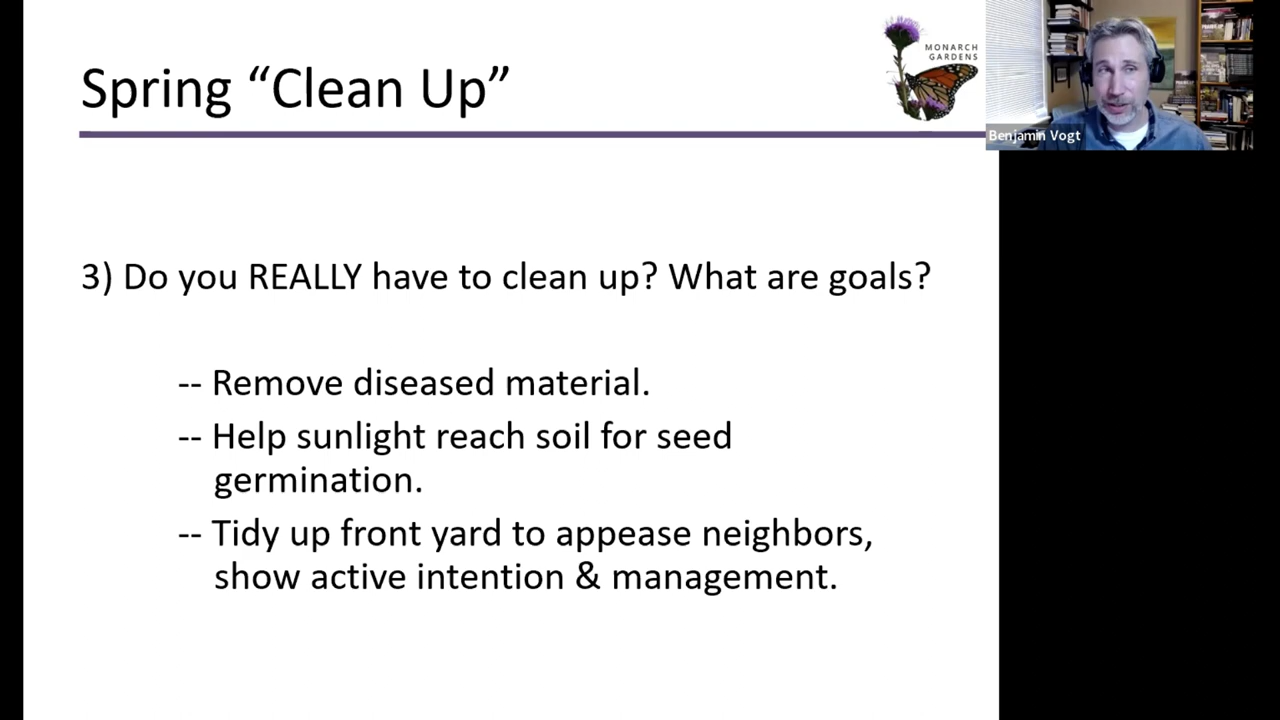 Spring “Clean Up”
MONARCH
GARDENS
Benjamin Vogt
3) Do you REALLY have to clean up? What are goals?
-- Remove diseased material.
-- Help sunlight reach soil for seed
germination.
-- Tidy up front yard to appease neighbors,
show active intention & management.